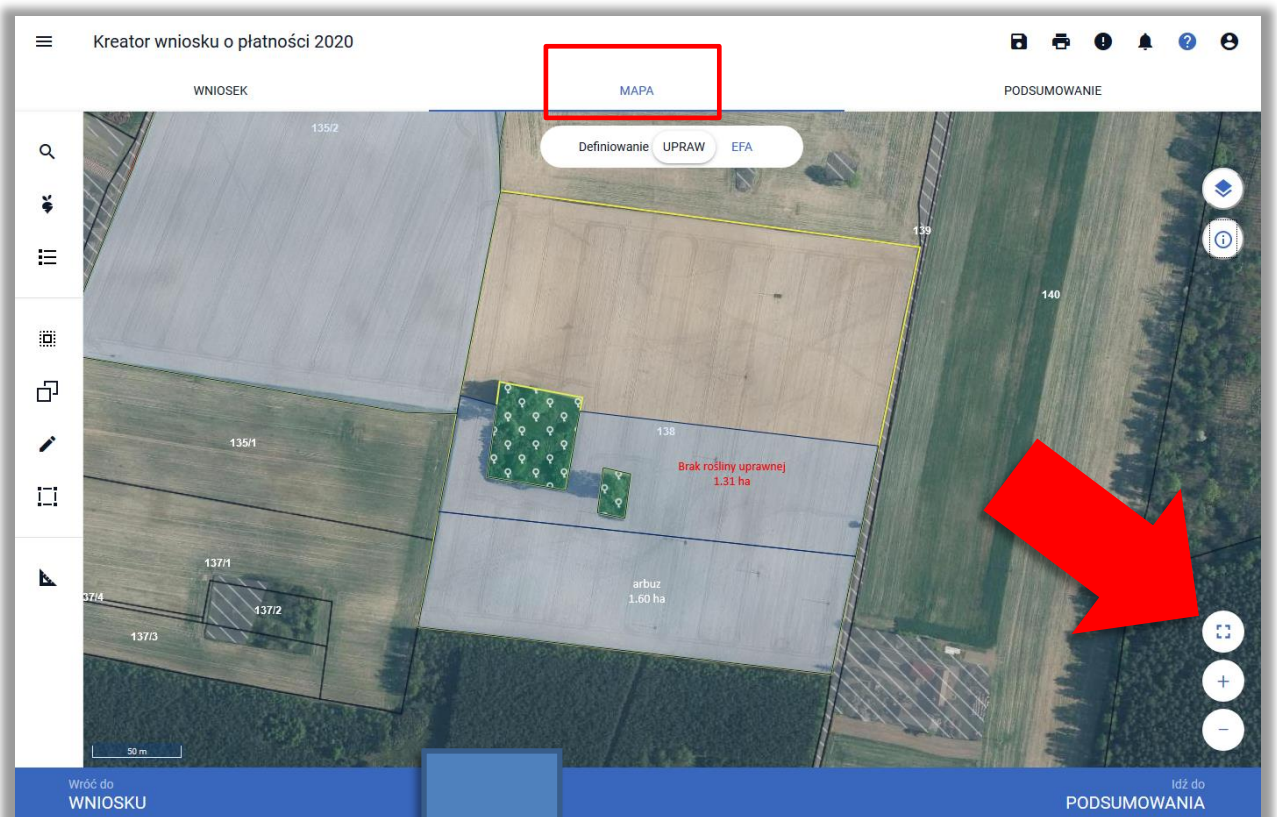 Kreator wniosku o płatności 2020
WNIOSEK
MAPA
PODSUMOWANIE
Definiowanie UPRAW EFA
135/2
139
140
135/1
138
Brak rośliny uprawnej
1.31 ha
137/1
arbuz
1.60 ha
37/4
137/2
137/3
50 m
Wróć do
WNIOSKU
Idź do
PODSUMOWANIA